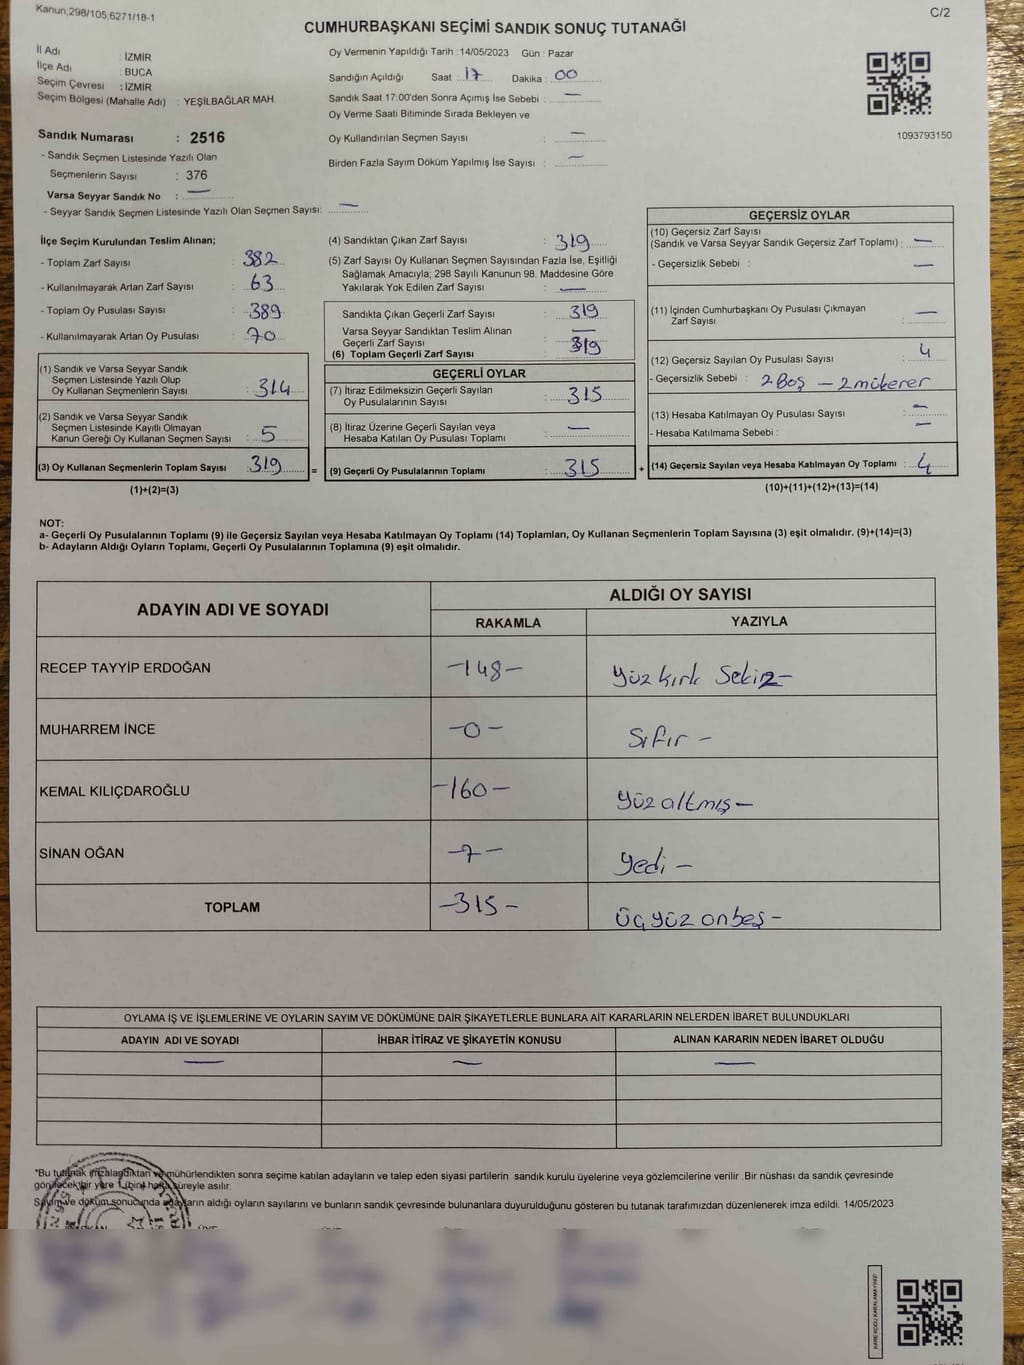 Kanun;298/105,6271/18-1
C/2
CUMHURBAŞKANI SEÇİMİ SANDIK SONUÇ TUTANAĞI
İl Adı : İZMİR
İlçe Adı : BUCA
Seçim Çevresi : İZMİR
Seçim Bölgesi (Mahalle Adı) : YEŞİLBAĞLAR MAH.
Sandık Numarası : 2516
- Sandık Seçmen Listesinde Yazılı Olan
Seçmenlerin Sayısı : 376
Varsa Seyyar Sandık No : —
- Seyyar Sandık Seçmen Listesinde Yazılı Olan Seçmen Sayısı: —
Oy Vermenin Yapıldığı Tarih :14/05/2023 Gün : Pazar
Sandığın Açıldığı Saat : 17 Dakika : 00
Sandık Saat 17:00'den Sonra Açımış İse Sebebi : —
Oy Verme Saati Bitiminde Sırada Bekleyen ve
Oy Kullandırılan Seçmen Sayısı : —
Birden Fazla Sayım Döküm Yapılmış İse Sayısı : —
1093793150
İlçe Seçim Kurulundan Teslim Alınan;
- Toplam Zarf Sayısı : 382
- Kullanılmayarak Artan Zarf Sayısı : 63
- Toplam Oy Pusulası Sayısı : 389
- Kullanılmayarak Artan Oy Pusulası : 70
(1) Sandık ve Varsa Seyyar Sandık
Seçmen Listesinde Yazılı Olup
Oy Kullanan Seçmenlerin Sayısı : 314
(2) Sandık ve Varsa Seyyar Sandık
Seçmen Listesinde Kayıtlı Olmayan
Kanun Gereği Oy Kullanan Seçmen Sayısı : 5
(3) Oy Kullanan Seçmenlerin Toplam Sayısı : 319
(1)+(2)=(3)
(4) Sandıktan Çıkan Zarf Sayısı : 319
(5) Zarf Sayısı Oy Kullanan Seçmen Sayısından Fazla İse, Eşitliği
Sağlamak Amacıyla; 298 Sayılı Kanunun 98. Maddesine Göre
Yakılarak Yok Edilen Zarf Sayısı : —
Sandıkta Çıkan Geçerli Zarf Sayısı : 319
Varsa Seyyar Sandıktan Teslim Alınan
Geçerli Zarf Sayısı : —
(6) Toplam Geçerli Zarf Sayısı : 319
GEÇERLİ OYLAR
(7) İtiraz Edilmeksizin Geçerli Sayılan
Oy Pusulalarının Sayısı : 315
(8) İtiraz Üzerine Geçerli Sayılan veya
Hesaba Katılan Oy Pusulası Toplamı : —
= (9) Geçerli Oy Pusulalarının Toplamı : 315
GEÇERSİZ OYLAR
(10) Geçersiz Zarf Sayısı
(Sandık ve Varsa Seyyar Sandık Geçersiz Zarf Toplamı) : —
- Geçersizlik Sebebi : —
(11) İçinden Cumhurbaşkanı Oy Pusulası Çıkmayan
Zarf Sayısı : —
(12) Geçersiz Sayılan Oy Pusulası Sayısı : 4
- Geçersizlik Sebebi : 2 Boş — 2 mükerer
(13) Hesaba Katılmayan Oy Pusulası Sayısı : —
- Hesaba Katılmama Sebebi : —
+ (14) Geçersiz Sayılan veya Hesaba Katılmayan Oy Toplamı : 4
(10)+(11)+(12)+(13)=(14)
NOT:
a- Geçerli Oy Pusulalarının Toplamı (9) ile Geçersiz Sayılan veya Hesaba Katılmayan Oy Toplamı (14) Toplamları, Oy Kullanan Seçmenlerin Toplam Sayısına (3) eşit olmalıdır. (9)+(14)=(3)
b- Adayların Aldığı Oyların Toplamı, Geçerli Oy Pusulalarının Toplamına (9) eşit olmalıdır.
ADAYIN ADI VE SOYADI
ALDIĞI OY SAYISI
RAKAMLA YAZIYLA
RECEP TAYYİP ERDOĞAN -148- yüz kırk sekiz-
MUHARREM İNCE -0- sıfır -
KEMAL KILIÇDAROĞLU -160- yüz altmış-
SİNAN OĞAN -7- yedi -
TOPLAM -315- üç yüz onbeş-
OYLAMA İŞ VE İŞLEMLERİNE VE OYLARIN SAYIM VE DÖKÜMÜNE DAİR ŞİKAYETLERLE BUNLARA AİT KARARLARIN NELERDEN İBARET BULUNDUKLARI
ADAYIN ADI VE SOYADI İHBAR İTİRAZ VE ŞİKAYETİN KONUSU ALINAN KARARIN NEDEN İBARET OLDUĞU
— — —
"Bu tutanak imzalandıktan ve mühürlendikten sonra seçime katılan adayların ve talep eden siyasi partilerin sandık kurulu üyelerine veya gözlemcilerine verilir .Bir nüshası da sandık çevresinde
görülecek bir yere 1 (bir) hafta süreyle asılır.
Sayım ve döküm sonucunda adayların aldığı oyların sayılarını ve bunların sandık çevresinde bulunanlara duyurulduğunu gösteren bu tutanak tarafımızdan düzenlenerek imza edildi. 14/05/2023
KARE KODU KARALAMAYINIZ!